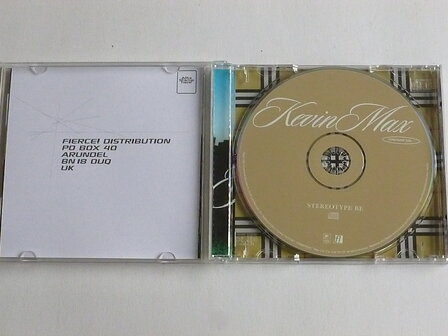 FIERCE! DISTRIBUTION
PO BOX 40
ARUNDEL
BN18 0UQ
UK
Kevin Max
STEREOTYPE BE